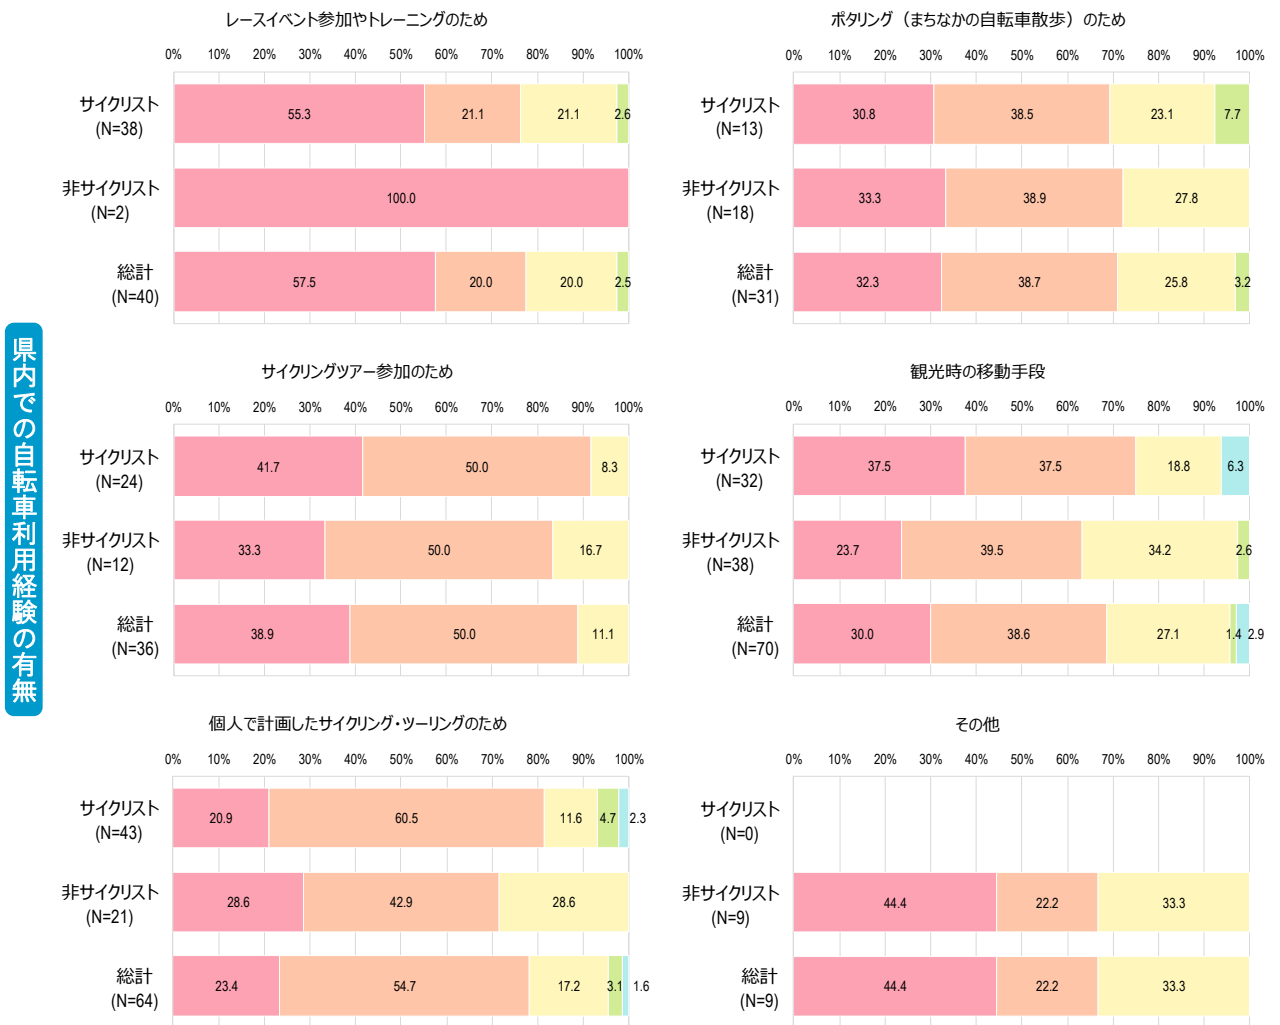 県内での自転車利用経験の有無
レースイベント参加やトレーニングのため
0% 10% 20% 30% 40% 50% 60% 70% 80% 90% 100%
サイクリスト
(N=38)
55.3 21.1 21.1 2.6
非サイクリスト
(N=2)
100.0
総計
(N=40)
57.5 20.0 20.0 2.5
ポタリング（まちなかの自転車散歩）のため
0% 10% 20% 30% 40% 50% 60% 70% 80% 90% 100%
サイクリスト
(N=13)
30.8 38.5 23.1 7.7
非サイクリスト
(N=18)
33.3 38.9 27.8
総計
(N=31)
32.3 38.7 25.8 3.2
サイクリングツアー参加のため
0% 10% 20% 30% 40% 50% 60% 70% 80% 90% 100%
サイクリスト
(N=24)
41.7 50.0 8.3
非サイクリスト
(N=12)
33.3 50.0 16.7
総計
(N=36)
38.9 50.0 11.1
観光時の移動手段
0% 10% 20% 30% 40% 50% 60% 70% 80% 90% 100%
サイクリスト
(N=32)
37.5 37.5 18.8 6.3
非サイクリスト
(N=38)
23.7 39.5 34.2 2.6
総計
(N=70)
30.0 38.6 27.1 1.4 2.9
個人で計画したサイクリング・ツーリングのため
0% 10% 20% 30% 40% 50% 60% 70% 80% 90% 100%
サイクリスト
(N=43)
20.9 60.5 11.6 4.7 2.3
非サイクリスト
(N=21)
28.6 42.9 28.6
総計
(N=64)
23.4 54.7 17.2 3.1 1.6
その他
0% 10% 20% 30% 40% 50% 60% 70% 80% 90% 100%
サイクリスト
(N=0)
非サイクリスト
(N=9)
44.4 22.2 33.3
総計
(N=9)
44.4 22.2 33.3